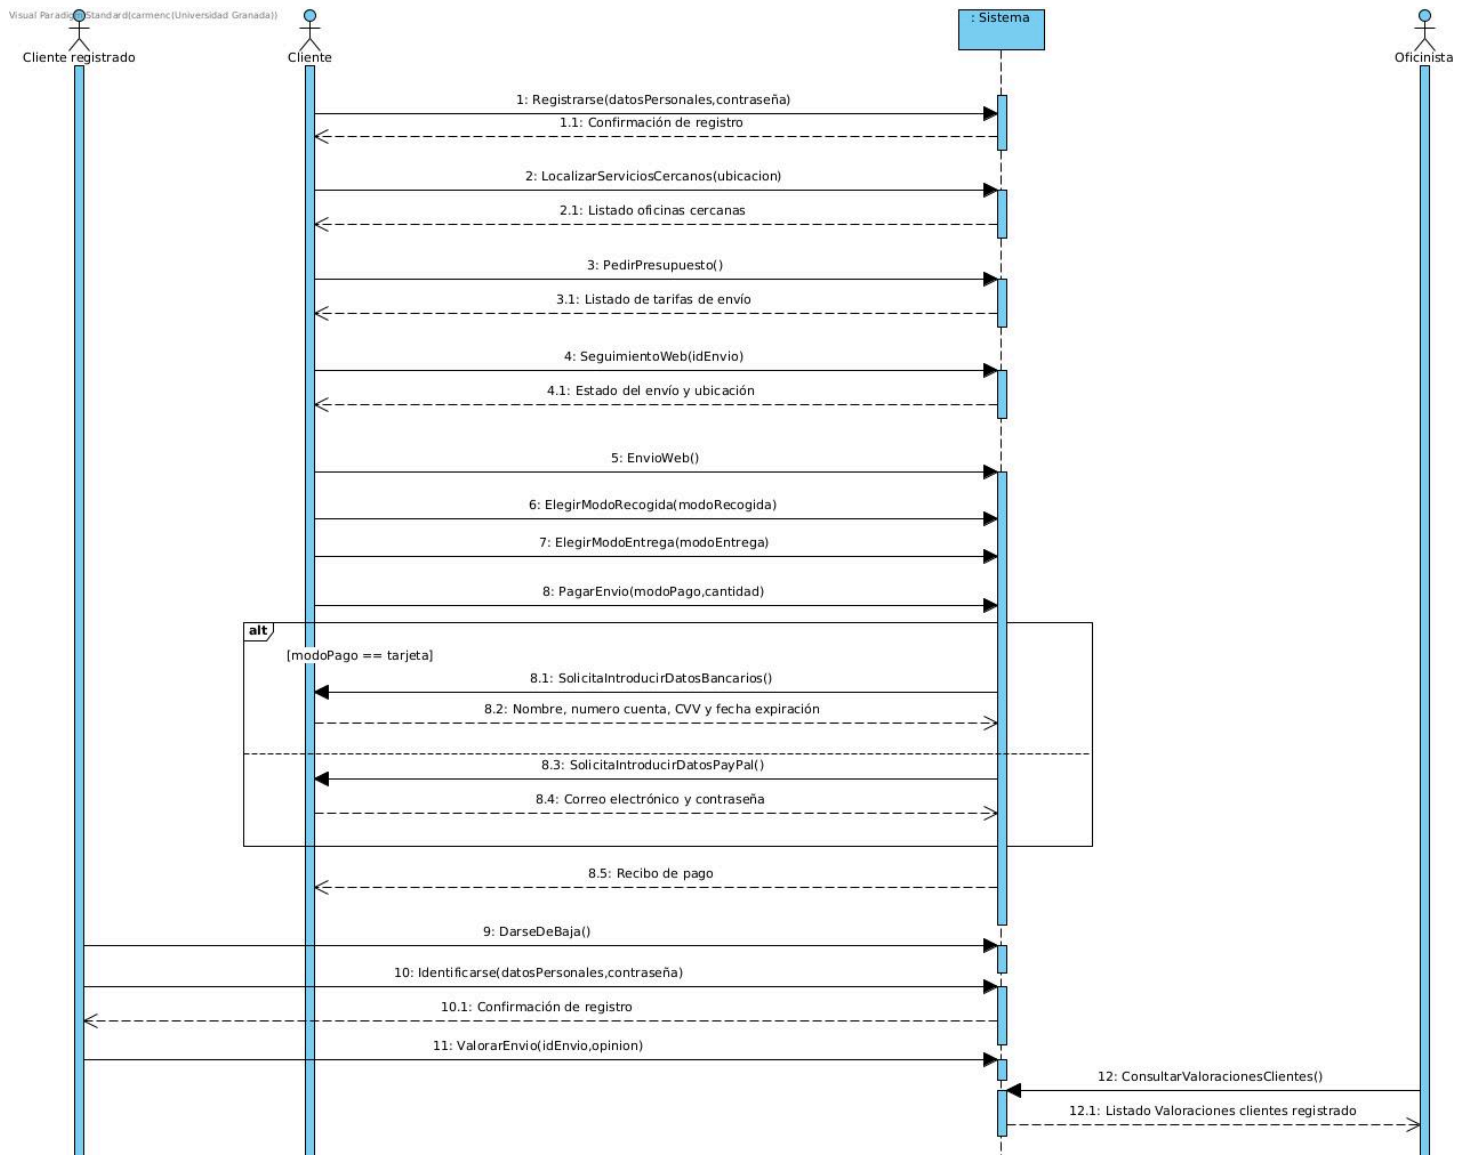 Visual Paradigm Standard(carmenc(Universidad Granada))
Cliente registrado
Cliente
: Sistema
Oficinista
1: Registrarse(datosPersonales,contraseña)
1.1: Confirmación de registro
2: LocalizarServiciosCercanos(ubicacion)
2.1: Listado oficinas cercanas
3: PedirPresupuesto()
3.1: Listado de tarifas de envío
4: SeguimientoWeb(idEnvio)
4.1: Estado del envío y ubicación
5: EnvioWeb()
6: ElegirModoRecogida(modoRecogida)
7: ElegirModoEntrega(modoEntrega)
8: PagarEnvio(modoPago,cantidad)
alt
[modoPago == tarjeta]
8.1: SolicitaIntroducirDatosBancarios()
8.2: Nombre, numero cuenta, CVV y fecha expiración
8.3: SolicitaIntroducirDatosPayPal()
8.4: Correo electrónico y contraseña
8.5: Recibo de pago
9: DarseDeBaja()
10: Identificarse(datosPersonales,contraseña)
10.1: Confirmación de registro
11: ValorarEnvio(idEnvio,opinion)
12: ConsultarValoracionesClientes()
12.1: Listado Valoraciones clientes registrado